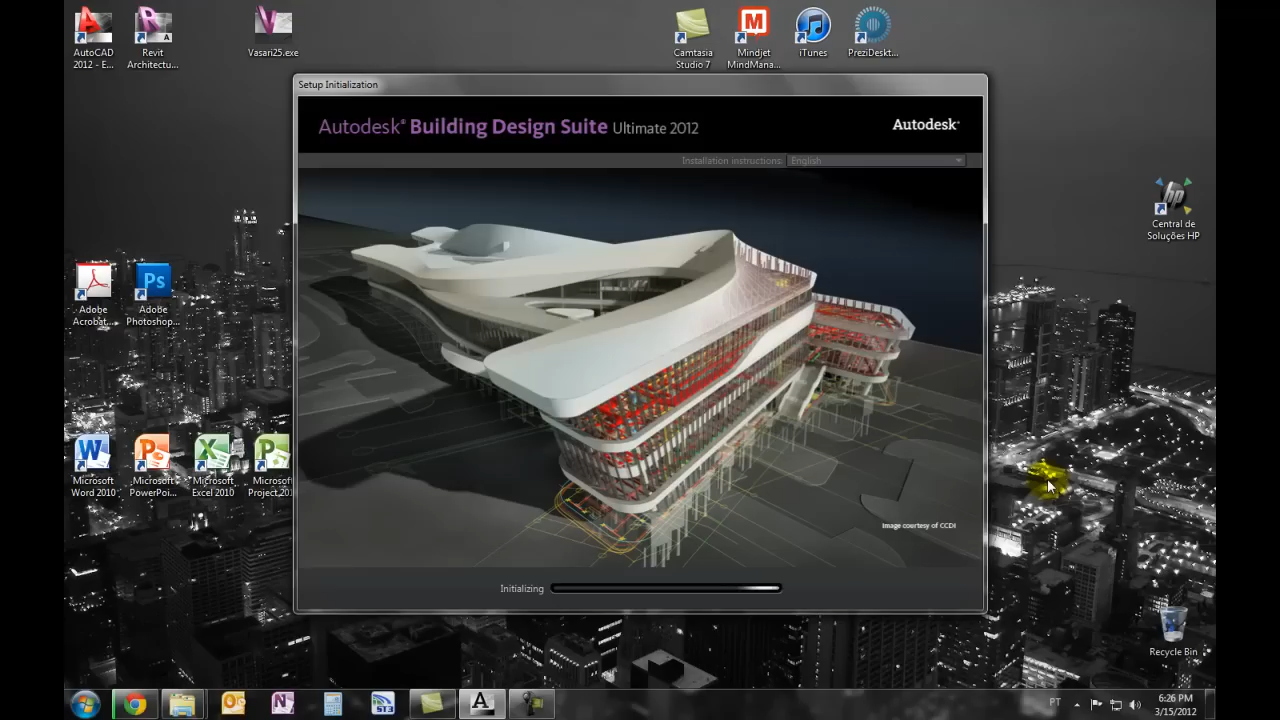 AutoCAD
2012 - E...
Revit
Architectu...
Vasari25.exe
Camtasia
Studio 7
Mindjet
MindMana...
iTunes
PreziDeskt...
Setup Initialization
Autodesk® Building Design Suite Ultimate 2012
Autodesk®
Installation instructions: English
hp
Central de
Soluções HP
Ps
Adobe
Acrobat...
Adobe
Photoshop...
Microsoft
Word 2010
Microsoft
PowerPoi...
Microsoft
Excel 2010
Microsoft
Project 20
Image courtesy of CCDI
Initializing
Recycle Bin
ST3
PT
6:26 PM
3/15/2012